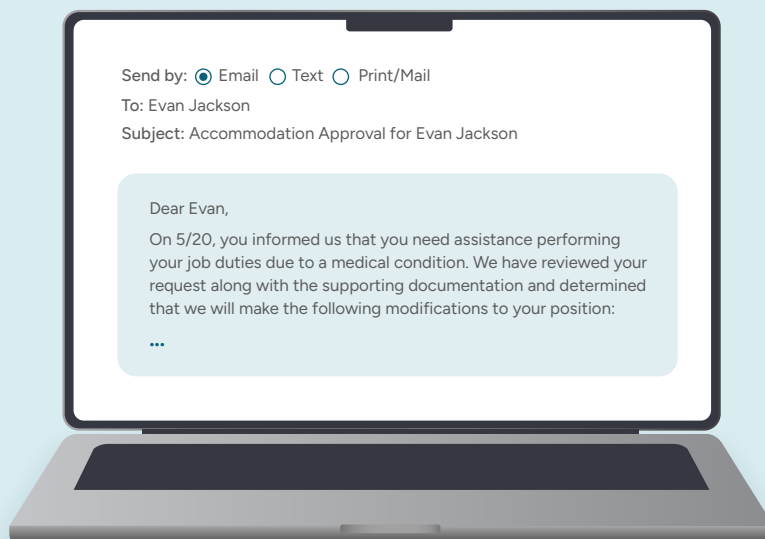 Send by: Email Text Print/Mail
To: Evan Jackson
Subject: Accommodation Approval for Evan Jackson
Dear Evan,
On 5/20, you informed us that you need assistance performing
your job duties due to a medical condition. We have reviewed your
request along with the supporting documentation and determined
that we will make the following modifications to your position:
...